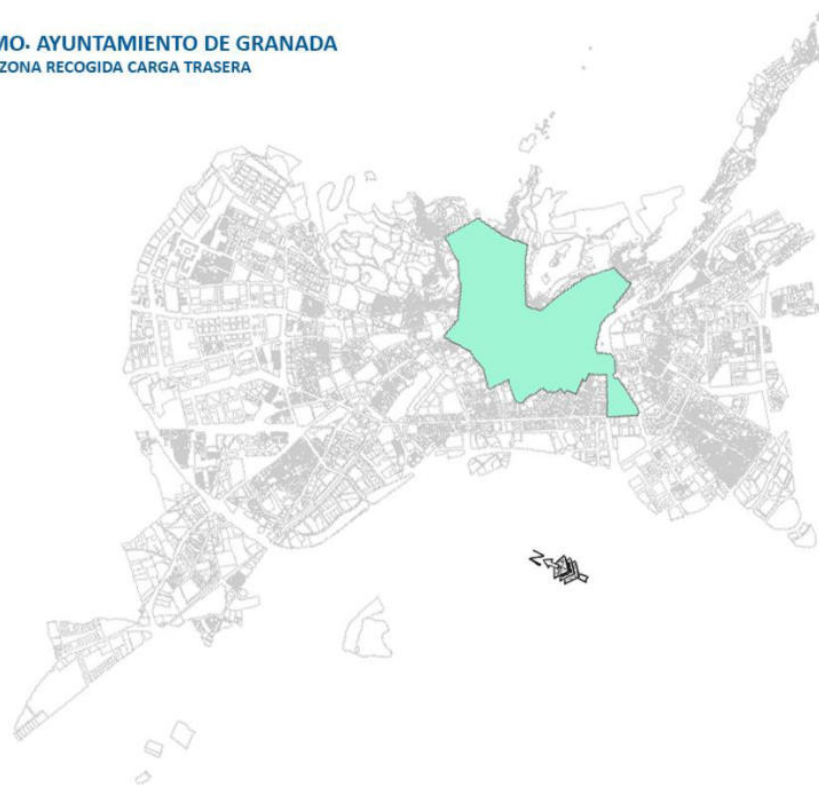 MO. AYUNTAMIENTO DE GRANADA
ZONA RECOGIDA CARGA TRASERA
N